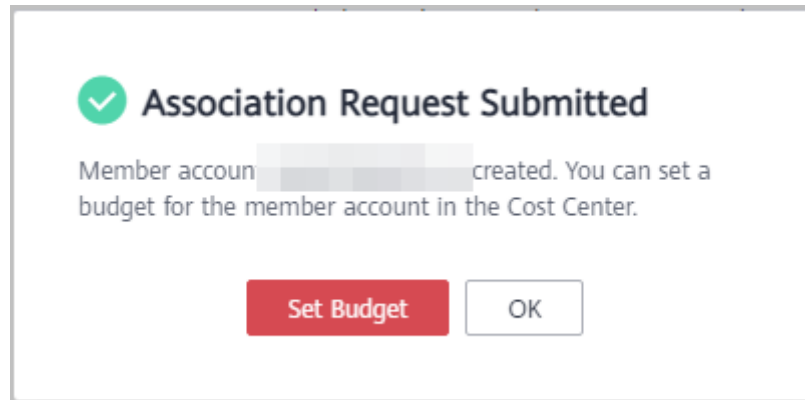 Association Request Submitted
Member accoun created. You can set a
budget for the member account in the Cost Center.
Set Budget
OK